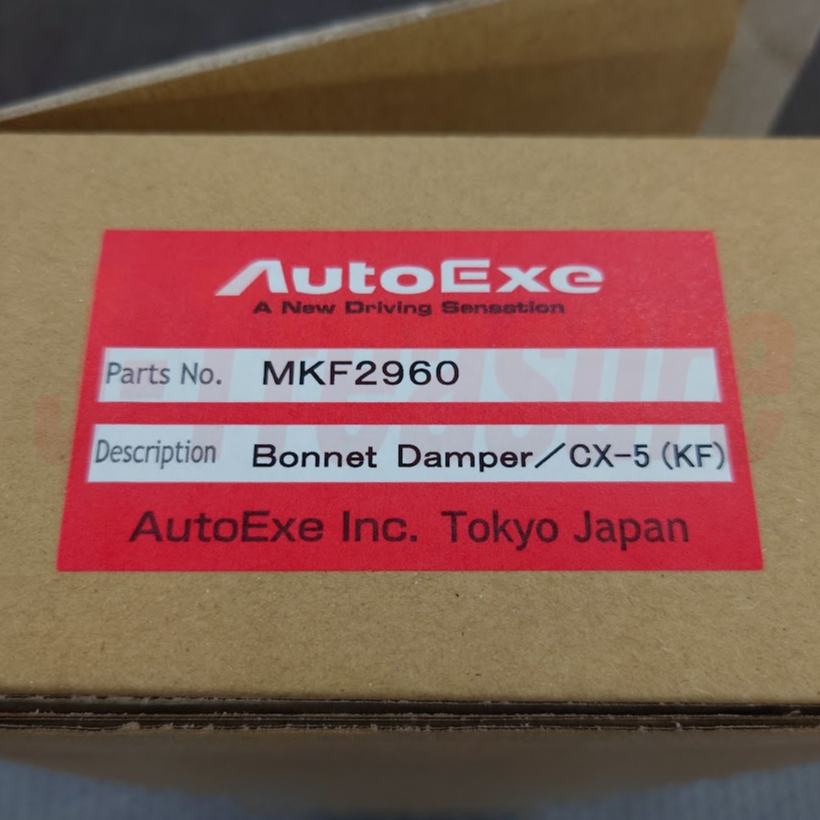 AutoExe
A New Driving Sensation
Parts No. MKF2960
Description Bonnet Damper／CX-5 (KF)
AutoExe Inc. Tokyo Japan